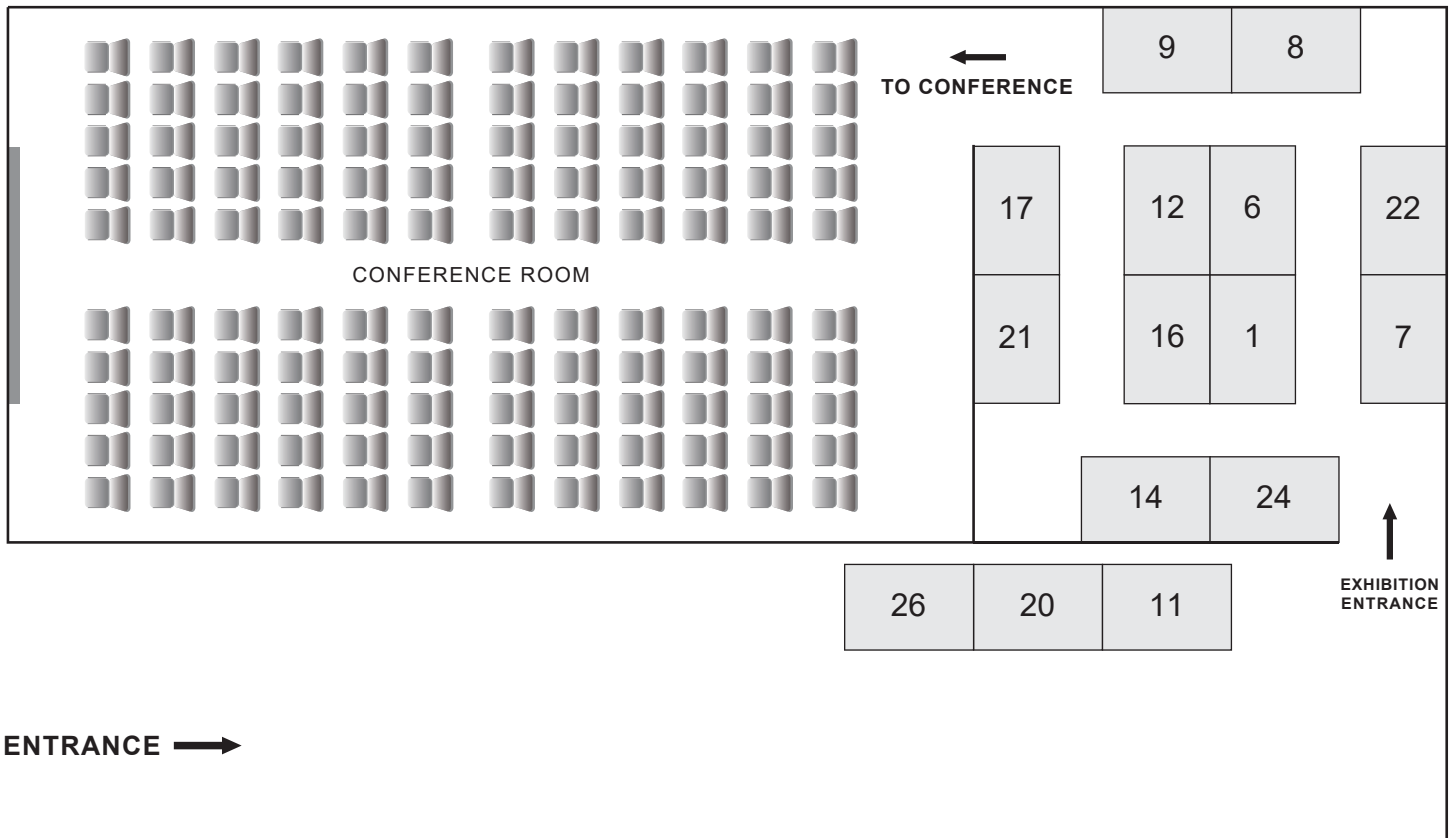 9 8
TO CONFERENCE
17 12 6 22
CONFERENCE ROOM
21 16 1 7
14 24
EXHIBITION
ENTRANCE
26 20 11
ENTRANCE